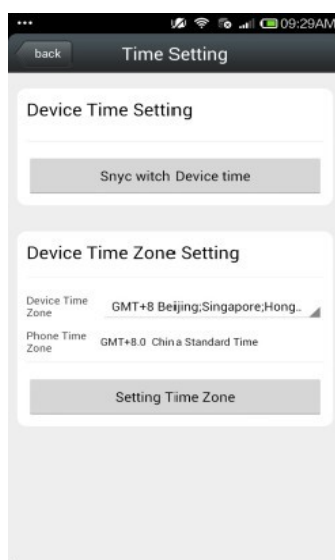 09:29AM
back
Time Setting
Device Time Setting
Snyc witch Device time
Device Time Zone Setting
Device Time Zone
GMT+8 Beijing;Singapore;Hong..
Phone Time Zone
GMT+8.0 China Standard Time
Setting Time Zone